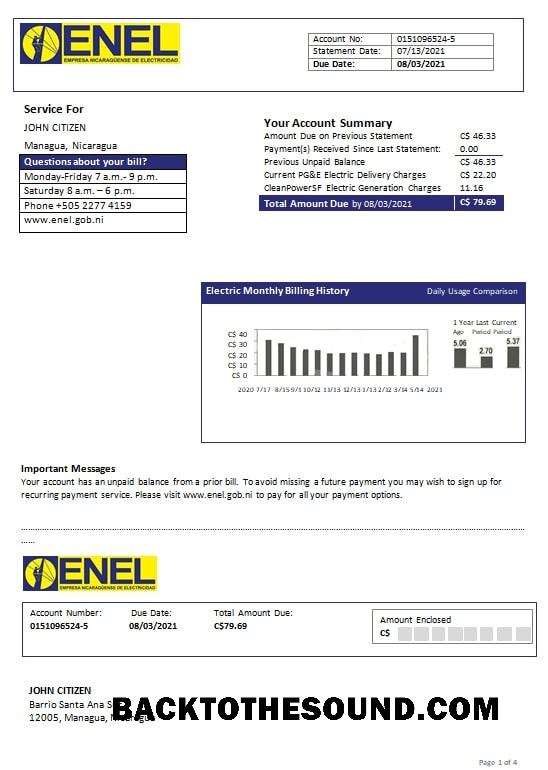 ENEL
EMPRESA NICARAGÜENSE DE ELECTRICIDAD
Account No: 0151096524-5
Statement Date: 07/13/2021
Due Date: 08/03/2021
Service For
JOHN CITIZEN
Managua, Nicaragua
Questions about your bill?
Monday-Friday 7 a.m.- 9 p.m.
Saturday 8 a.m. – 6 p.m.
Phone +505 2277 4159
www.enel.gob.ni
Your Account Summary
Amount Due on Previous Statement C$ 46.33
Payment(s) Received Since Last Statement: 0.00
Previous Unpaid Balance C$ 46.33
Current PG&E Electric Delivery Charges C$ 22.20
CleanPowerSF Electric Generation Charges 11.16
Total Amount Due by 08/03/2021 C$ 79.69
Electric Monthly Billing History Daily Usage Comparison
1 Year Last Current
Ago Period Period
5.06 2.70 5.37
C$ 40
C$ 30
C$ 20
C$ 10
C$ 0
2020 7/17 8/15 9/1 10/12 11/13 12/13 1/13 2/12 3/14 5/14 2021
Important Messages
Your account has an unpaid balance from a prior bill. To avoid missing a future payment you may wish to sign up for
recurring payment service. Please visit www.enel.gob.ni to pay for all your payment options.
ENEL
EMPRESA NICARAGÜENSE DE ELECTRICIDAD
Account Number: Due Date: Total Amount Due:
0151096524-5 08/03/2021 C$79.69
Amount Enclosed
C$
JOHN CITIZEN
Barrio Santa Ana
12005, Managua,
BACKTOTHESOUND.COM
Page 1 of 4